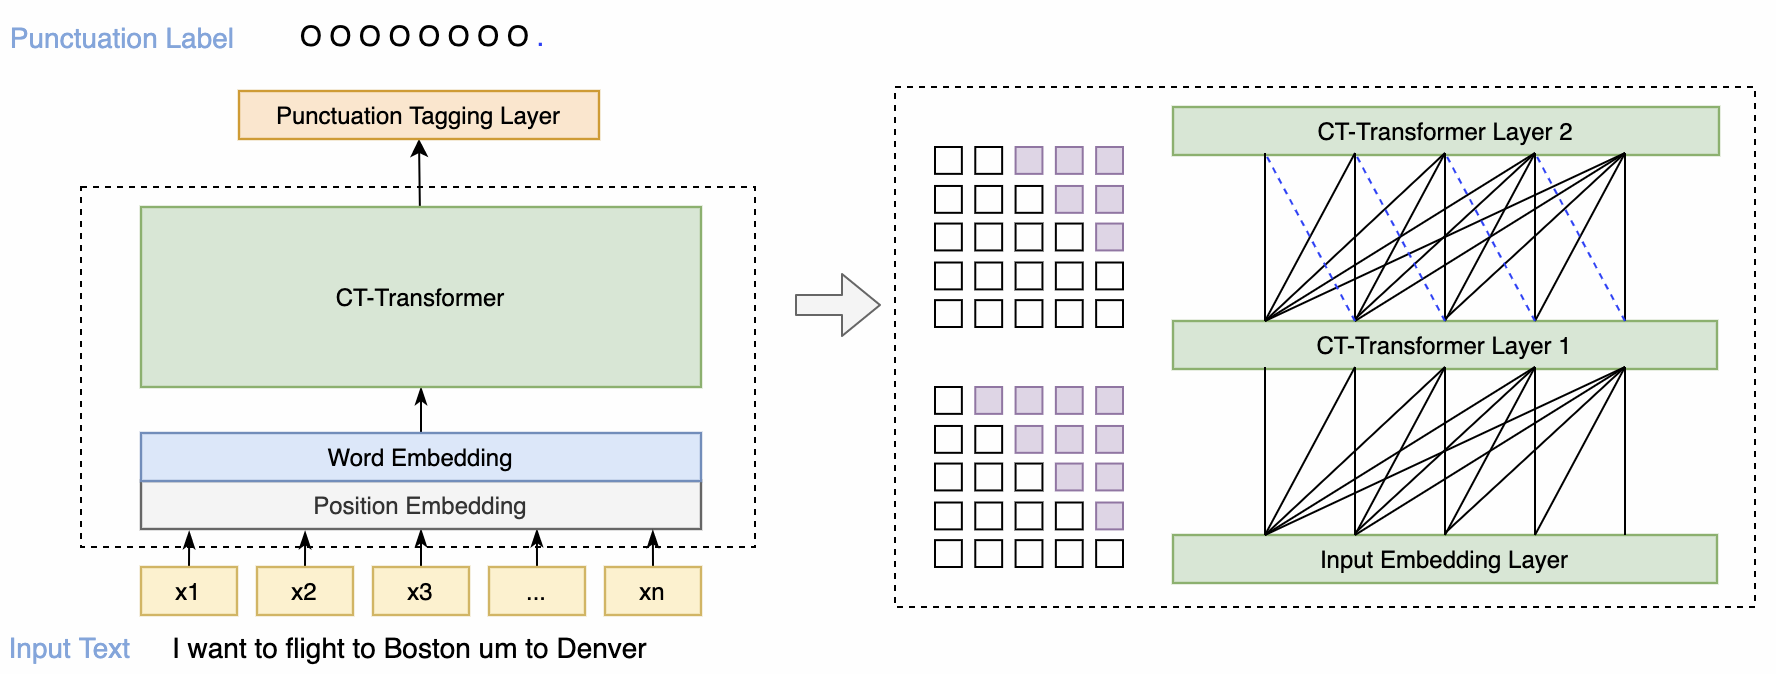 Punctuation Label O O O O O O O O .
Punctuation Tagging Layer
CT-Transformer
Word Embedding
Position Embedding
x1 x2 x3 ... xn
Input Text I want to flight to Boston um to Denver
CT-Transformer Layer 2
CT-Transformer Layer 1
Input Embedding Layer